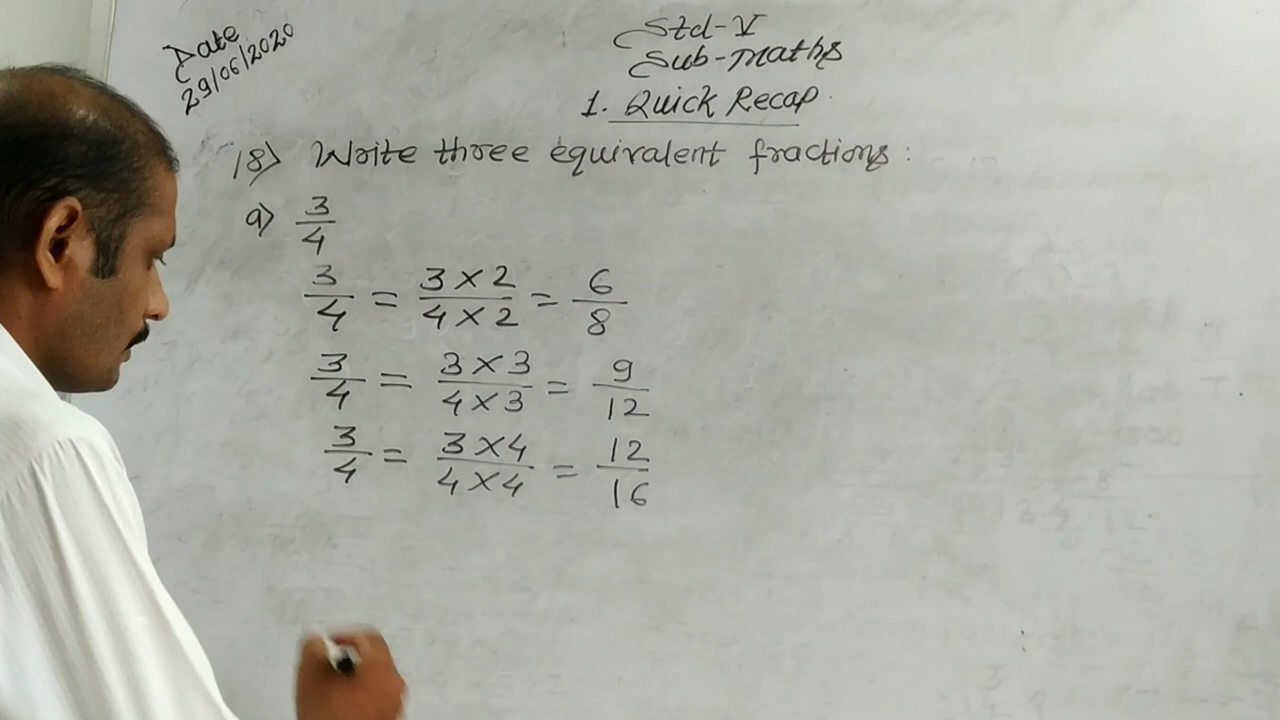 Date
29/06/2020
Std-V
Sub-Maths
1. Quick Recap.
18) Write three equivalent fractions:
a) 3/4
3/4 = 3×2/4×2 = 6/8
3/4 = 3×3/4×3 = 9/12
3/4 = 3×4/4×4 = 12/16